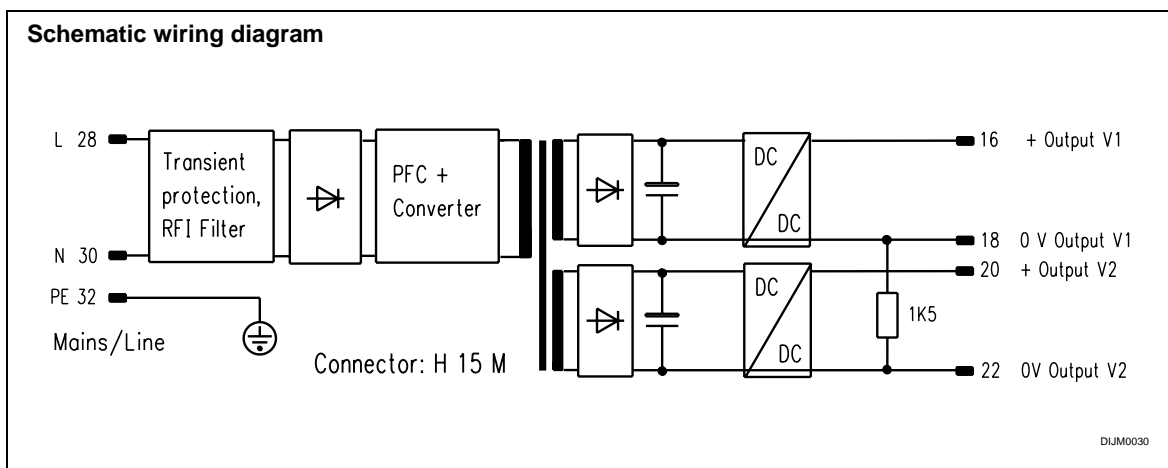 Schematic wiring diagram
L 28
Transient
protection,
RFI Filter
PFC +
Converter
DC
DC
16 + Output V1
N 30
18 0 V Output V1
20 + Output V2
PE 32
Mains/Line
DC
DC
1K5
Connector: H 15 M
22 0V Output V2
DIJM0030